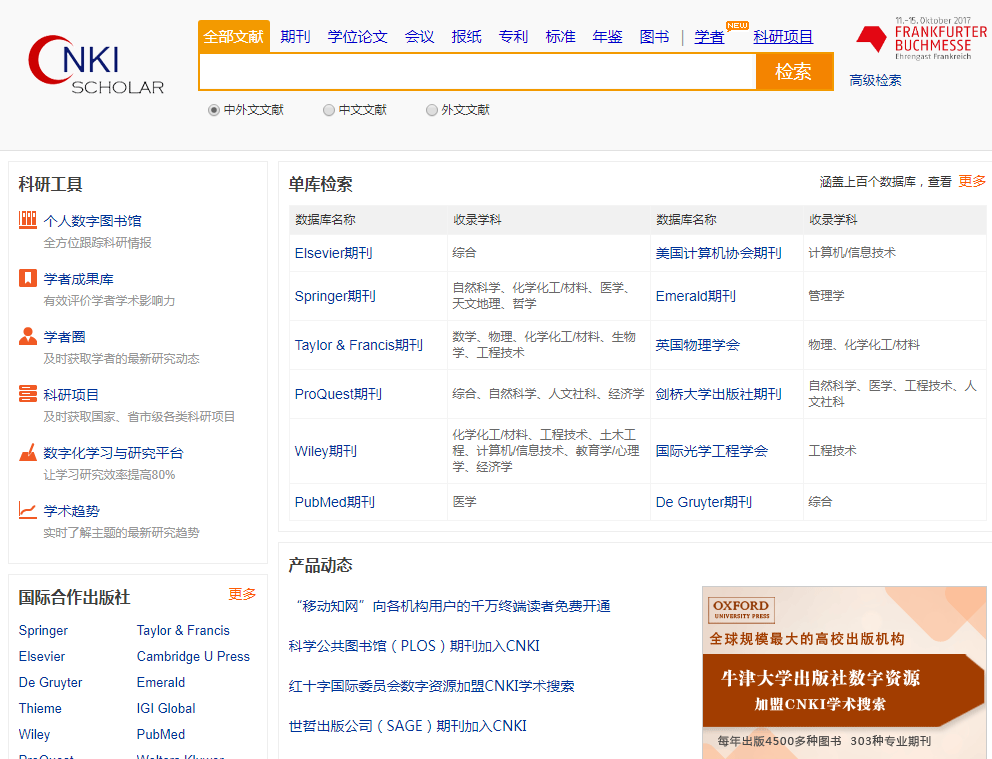 CNKI
SCHOLAR
全部文献 期刊 学位论文 会议 报纸 专利 标准 年鉴 图书 | 学者 NEW 科研项目
检索
中外文文献 中文文献 外文文献
11.-15. Oktober 2017
FRANKFURTER
BUCHMESSE
Ehrengast Frankreich
高级检索
科研工具
个人数字图书馆
全方位跟踪科研情报
学者成果库
有效评价学者学术影响力
学者圈
及时获取学者的最新研究动态
科研项目
及时获取国家、省市级各类科研项目
数字化学习与研究平台
让学习研究效率提高80%
学术趋势
实时了解主题的最新研究趋势
国际合作出版社 更多
Springer Taylor & Francis
Elsevier Cambridge U Press
De Gruyter Emerald
Thieme IGI Global
Wiley PubMed
ProQuest Wolters Kluwer
单库检索 涵盖上百个数据库，查看 更多
数据库名称 收录学科 数据库名称 收录学科
Elsevier期刊 综合 美国计算机协会期刊 计算机/信息技术
Springer期刊 自然科学、化学化工/材料、医学、
天文地理、哲学 Emerald期刊 管理学
Taylor & Francis期刊 数学、物理、化学化工/材料、生物
学、工程技术 英国物理学会 物理、化学化工/材料
ProQuest期刊 综合、自然科学、人文社科、经济学 剑桥大学出版社期刊 自然科学、医学、工程技术、人
文社科
Wiley期刊 化学化工/材料、工程技术、土木工
程、计算机/信息技术、教育学/心理
学、经济学 国际光学工程学会 工程技术
PubMed期刊 医学 De Gruyter期刊 综合
产品动态
“移动知网”向各机构用户的千万终端读者免费开通
科学公共图书馆（PLOS）期刊加入CNKI
红十字国际委员会数字资源加盟CNKI学术搜索
世哲出版公司（SAGE）期刊加入CNKI
OXFORD
UNIVERSITY PRESS
全球规模最大的高校出版机构
牛津大学出版社数字资源
加盟CNKI学术搜索
每年出版4500多种图书 303种专业期刊